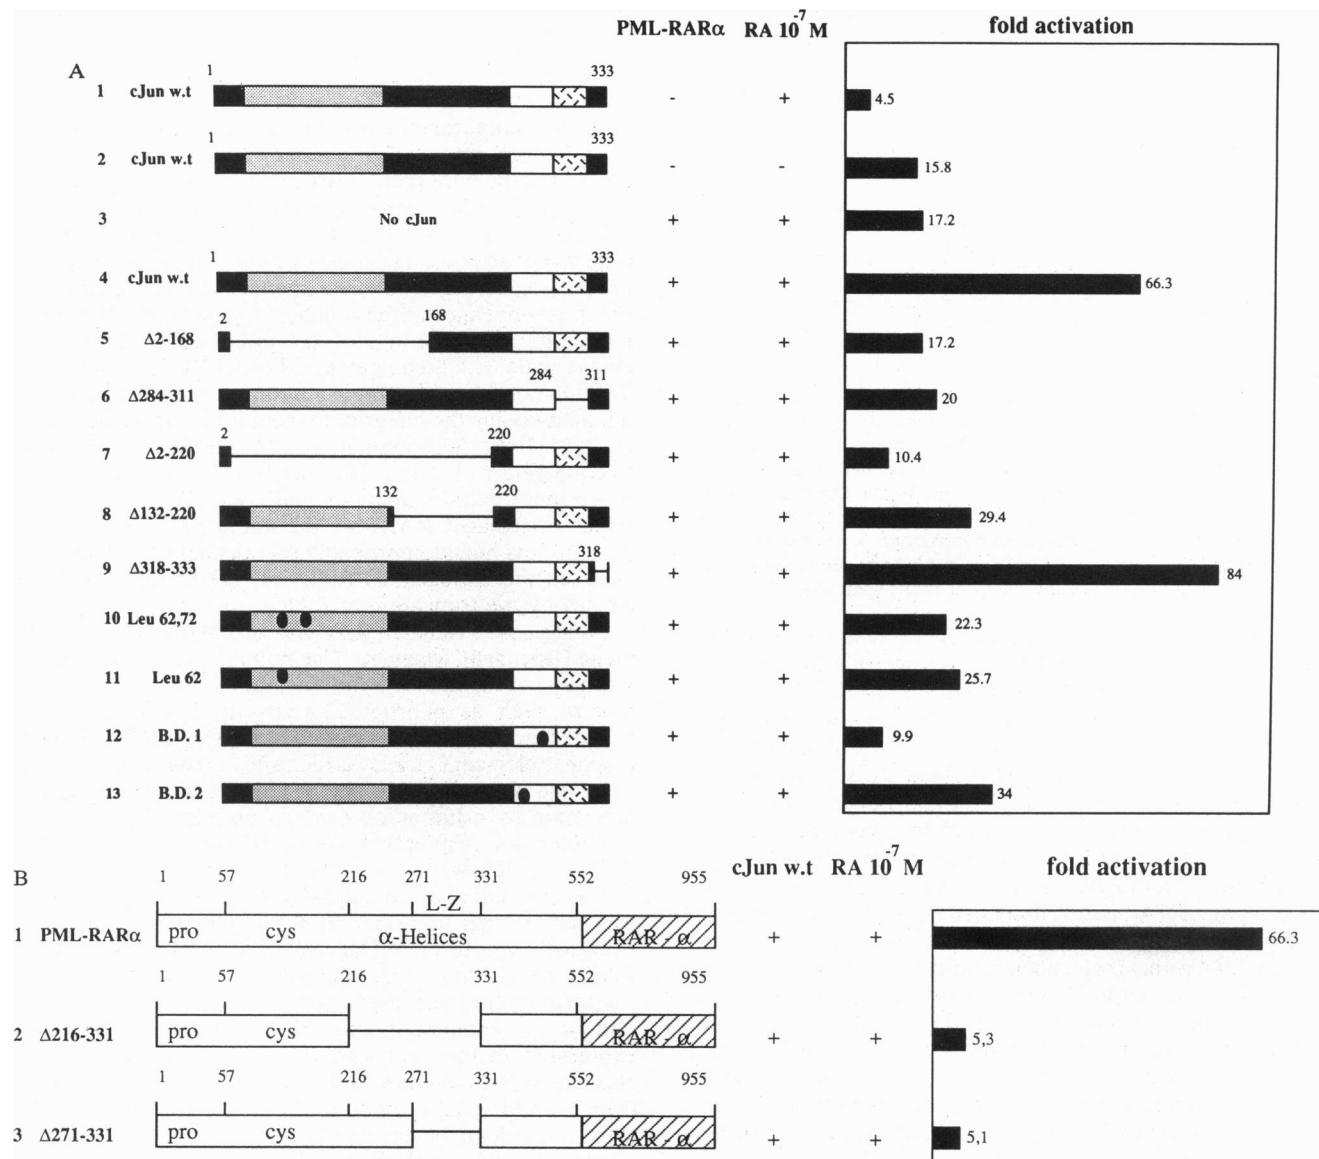 PML-RARα RA 10⁻⁷ M fold activation
A
1 333
1 cJun w.t - + 4.5
1 333
2 cJun w.t - - 15.8
3 No cJun + + 17.2
1 333
4 cJun w.t + + 66.3
2 168
5 Δ2-168 + + 17.2
284 311
6 Δ284-311 + + 20
2 220
7 Δ2-220 + + 10.4
132 220
8 Δ132-220 + + 29.4
318
9 Δ318-333 + + 84
10 Leu 62,72 + + 22.3
11 Leu 62 + + 25.7
12 B.D. 1 + + 9.9
13 B.D. 2 + + 34
B
cJun w.t RA 10⁻⁷ M fold activation
1 57 216 271 331 552 955
L-Z
1 PML-RARα pro cys α-Helices RAR - α + + 66.3
1 57 216 331 552 955
2 Δ216-331 pro cys RAR - α + + 5,3
1 57 216 271 331 552 955
3 Δ271-331 pro cys RAR - α + + 5,1